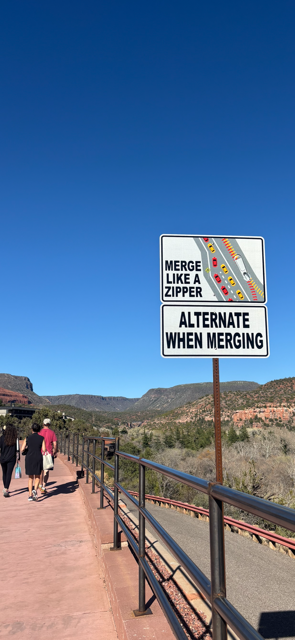 MERGE
LIKE A
ZIPPER
ALTERNATE
WHEN MERGING